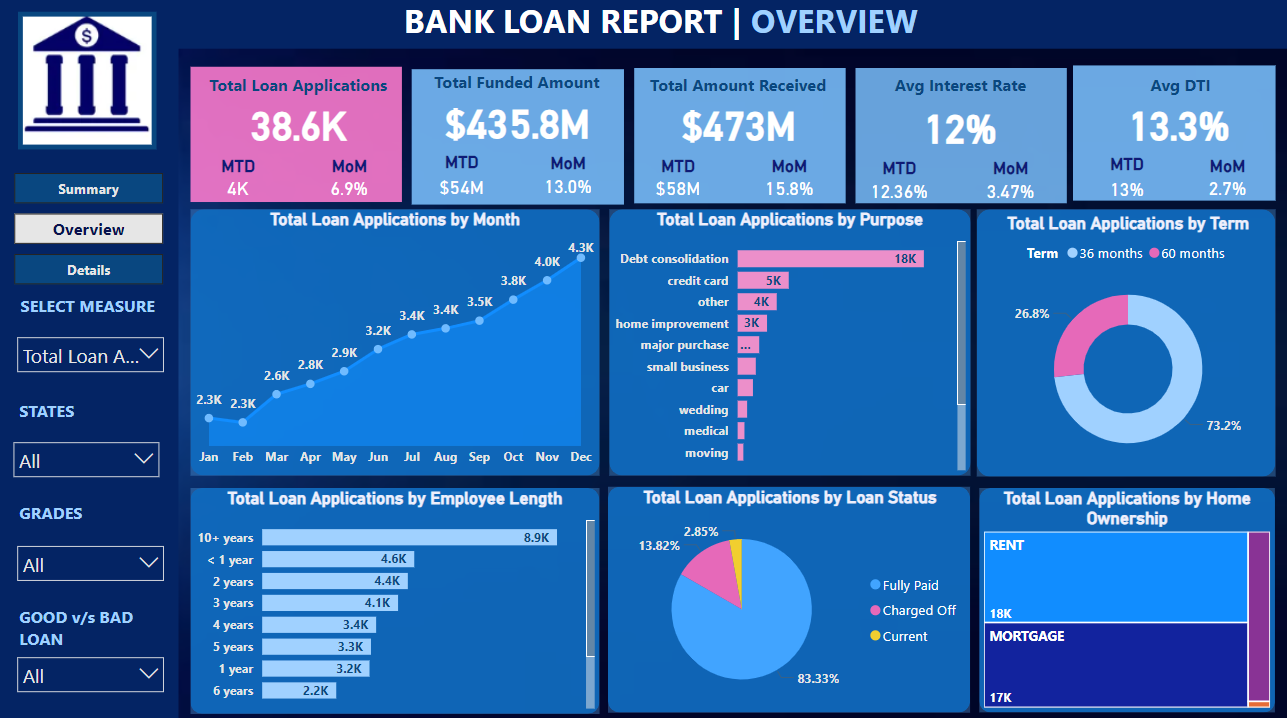 BANK LOAN REPORT | OVERVIEW
$
Summary
Overview
Details
SELECT MEASURE
Total Loan A...
STATES
All
GRADES
All
GOOD v/s BAD
LOAN
All
Total Loan Applications
38.6K
MTD MoM
4K 6.9%
Total Funded Amount
$435.8M
MTD MoM
$54M 13.0%
Total Amount Received
$473M
MTD MoM
$58M 15.8%
Avg Interest Rate
12%
MTD MoM
12.36% 3.47%
Avg DTI
13.3%
MTD MoM
13% 2.7%
Total Loan Applications by Month
2.3K 2.3K 2.6K 2.8K 2.9K 3.2K 3.4K 3.4K 3.5K 3.8K 4.0K 4.3K
Jan Feb Mar Apr May Jun Jul Aug Sep Oct Nov Dec
Total Loan Applications by Purpose
Debt consolidation 18K
credit card 5K
other 4K
home improvement 3K
major purchase ...
small business
car
wedding
medical
moving
Total Loan Applications by Term
Term 36 months 60 months
26.8%
73.2%
Total Loan Applications by Employee Length
10+ years 8.9K
< 1 year 4.6K
2 years 4.4K
3 years 4.1K
4 years 3.4K
5 years 3.3K
1 year 3.2K
6 years 2.2K
Total Loan Applications by Loan Status
2.85%
13.82%
83.33%
Fully Paid
Charged Off
Current
Total Loan Applications by Home
Ownership
RENT
18K
MORTGAGE
17K